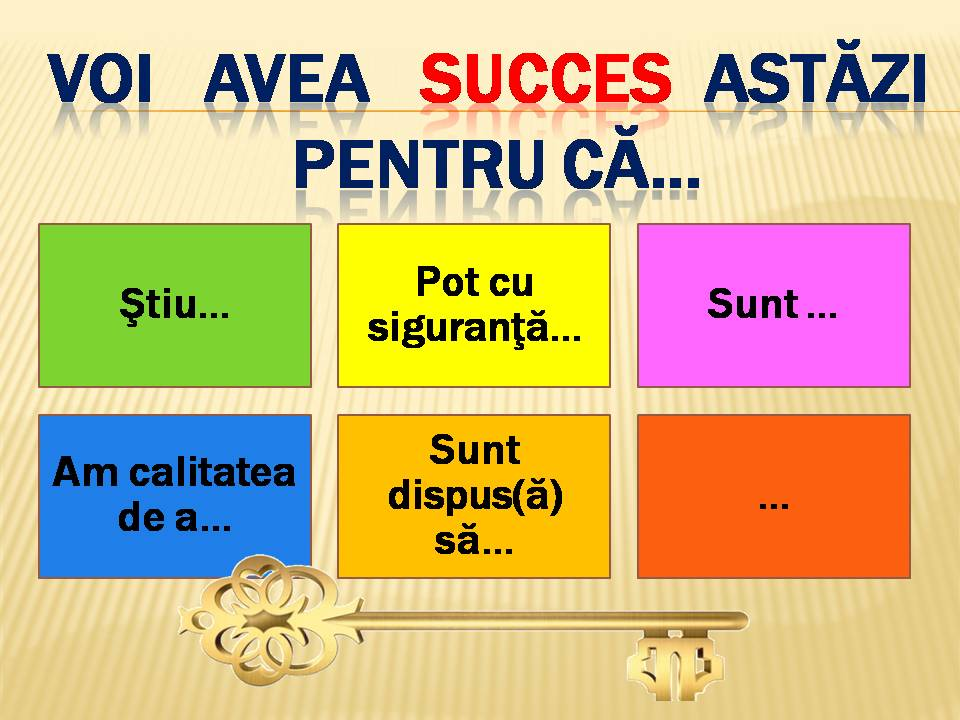 VOI AVEA SUCCES ASTĂZI
PENTRU CĂ...
Ştiu...
Pot cu
siguranţă...
Sunt ...
Am calitatea
de a...
Sunt
dispus(ă)
să...
...